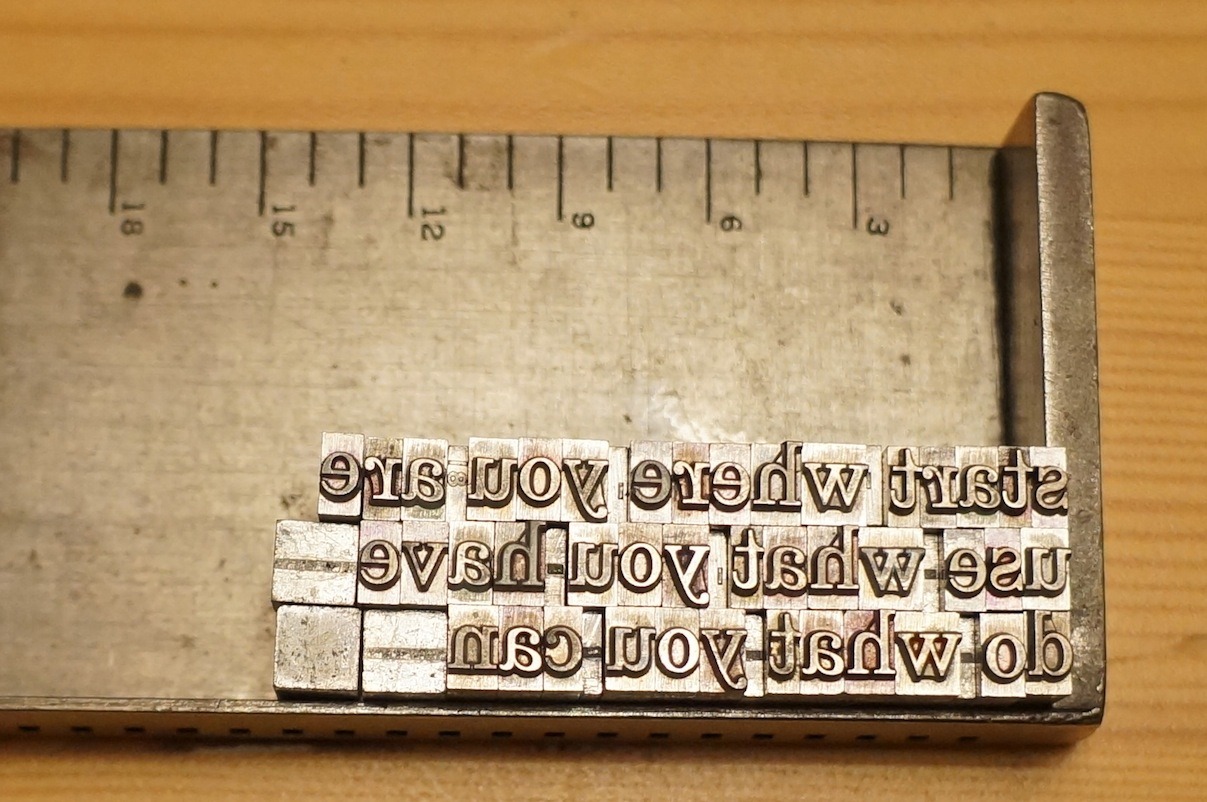 18 15 12 9 6 3
start where you are
use what you have
do what you can